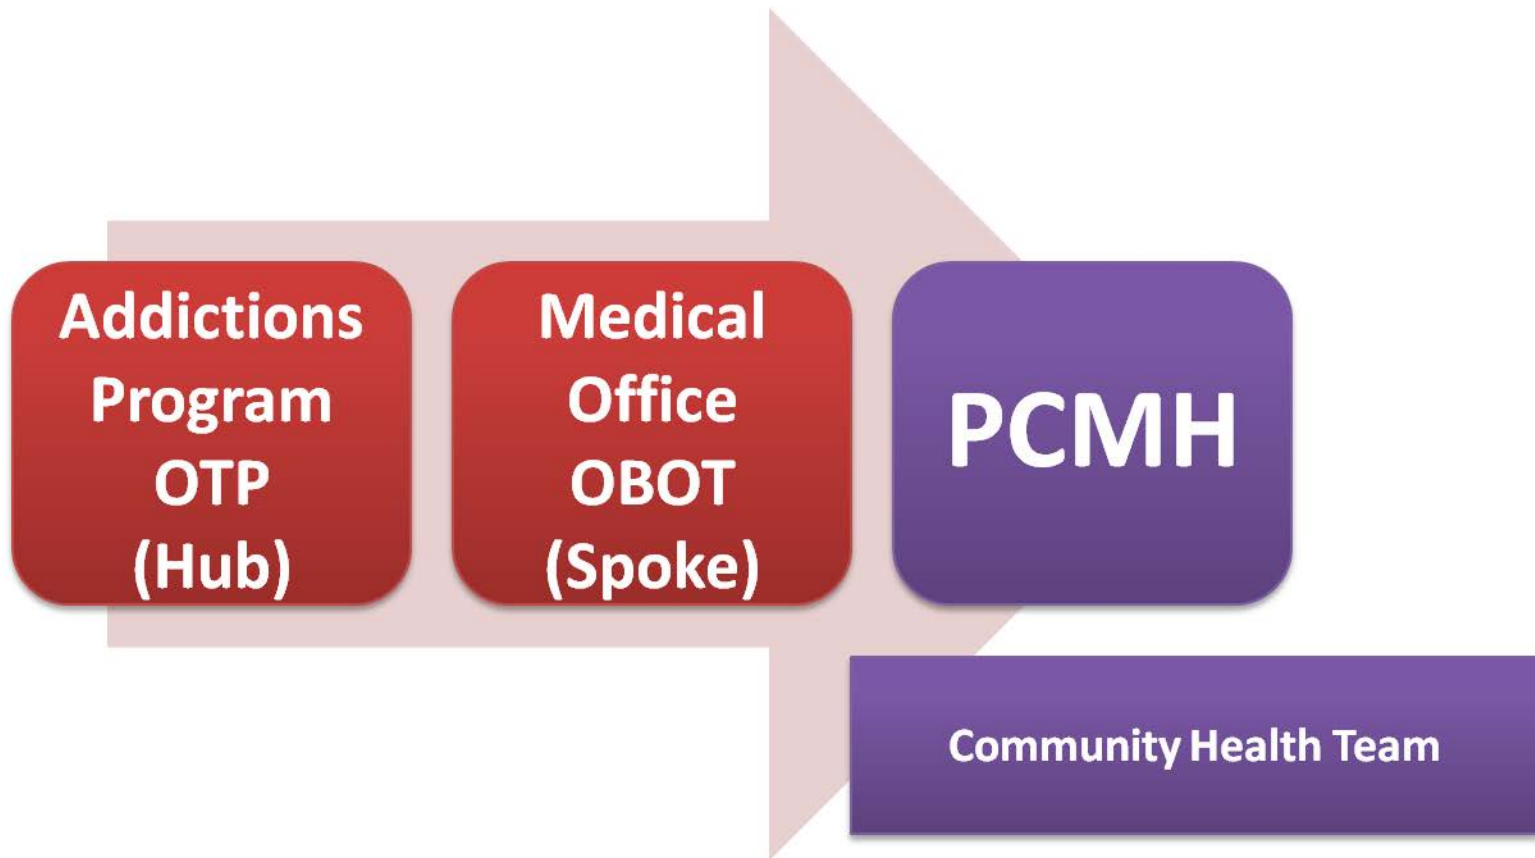 Addictions
Program
OTP
(Hub)
Medical
Office
OBOT
(Spoke)
PCMH
Community Health Team